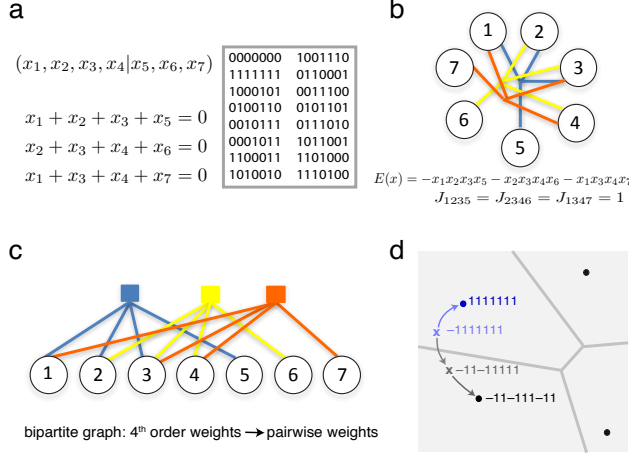 a
(x₁, x₂, x₃, x₄|x₅, x₆, x₇)
x₁ + x₂ + x₃ + x₅ = 0
x₂ + x₃ + x₄ + x₆ = 0
x₁ + x₃ + x₄ + x₇ = 0
0000000 1001110
1111111 0110001
1000101 0011100
0100110 0101101
0010111 0111010
0001011 1011001
1100011 1101000
1010010 1110100
b
1 2
7 3
6 4
5
E(x) = −x₁x₂x₃x₅ − x₂x₃x₄x₆ − x₁x₃x₄x₇
J₁₂₃₅ = J₂₃₄₆ = J₁₃₄₇ = 1
c
1 2 3 4 5 6 7
bipartite graph: 4ᵗʰ order weights → pairwise weights
d
1111111
x −1111111
x −11−11111
−11−111−11